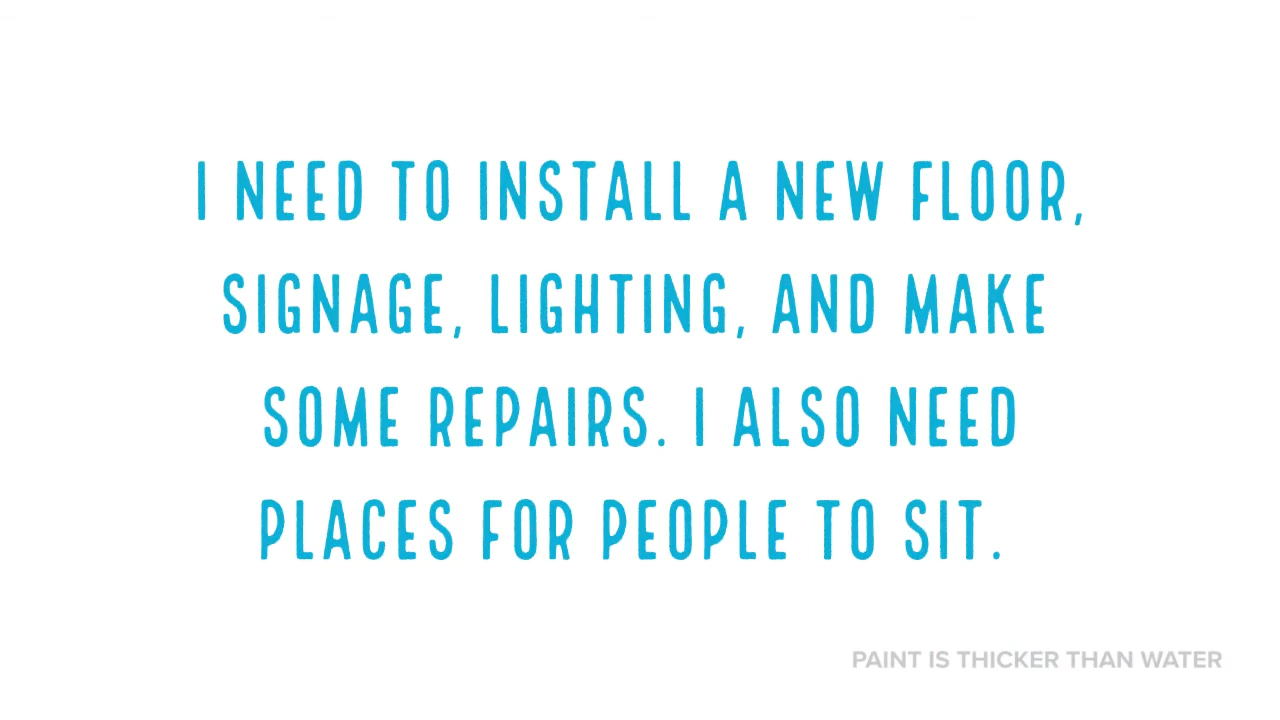 I NEED TO INSTALL A NEW FLOOR,
SIGNAGE, LIGHTING, AND MAKE
SOME REPAIRS. I ALSO NEED
PLACES FOR PEOPLE TO SIT.
PAINT IS THICKER THAN WATER